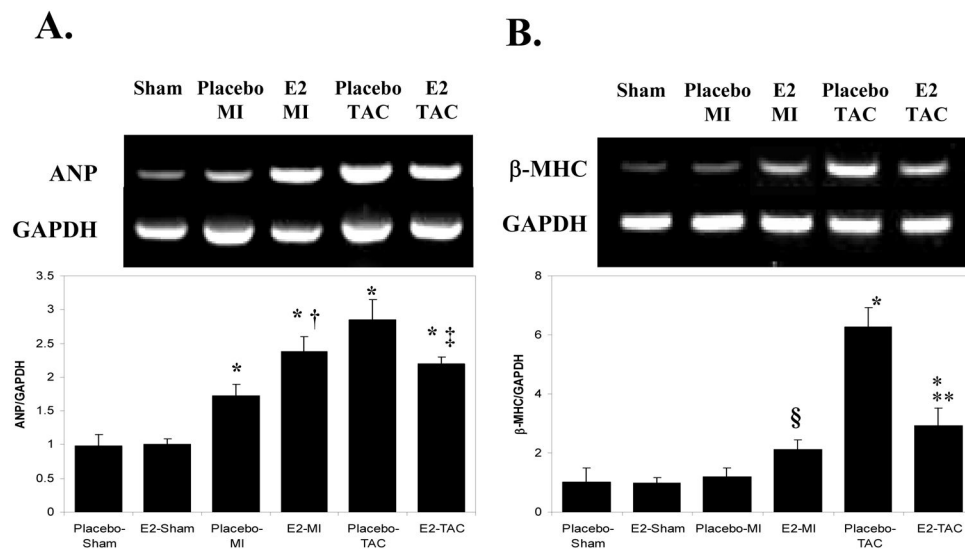 A.
Sham Placebo MI E2 MI Placebo TAC E2 TAC
ANP
GAPDH
3.5
3
2.5
2
1.5
1
0.5
0
ANP/GAPDH
*
* †
*
* ‡
Placebo-Sham E2-Sham Placebo-MI E2-MI Placebo-TAC E2-TAC
B.
Sham Placebo MI E2 MI Placebo TAC E2 TAC
β-MHC
GAPDH
8
6
4
2
0
β-MHC/GAPDH
§
*
*
**
Placebo-Sham E2-Sham Placebo-MI E2-MI Placebo-TAC E2-TAC